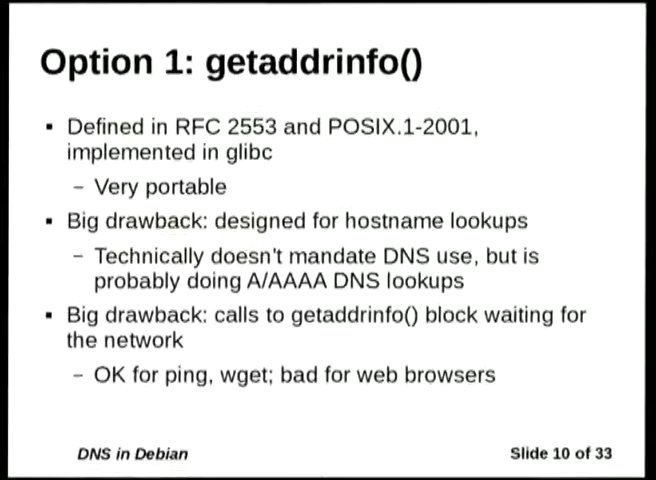 Option 1: getaddrinfo()
▪ Defined in RFC 2553 and POSIX.1-2001,
implemented in glibc
– Very portable
▪ Big drawback: designed for hostname lookups
– Technically doesn't mandate DNS use, but is
probably doing A/AAAA DNS lookups
▪ Big drawback: calls to getaddrinfo() block waiting for
the network
– OK for ping, wget; bad for web browsers
DNS in Debian
Slide 10 of 33